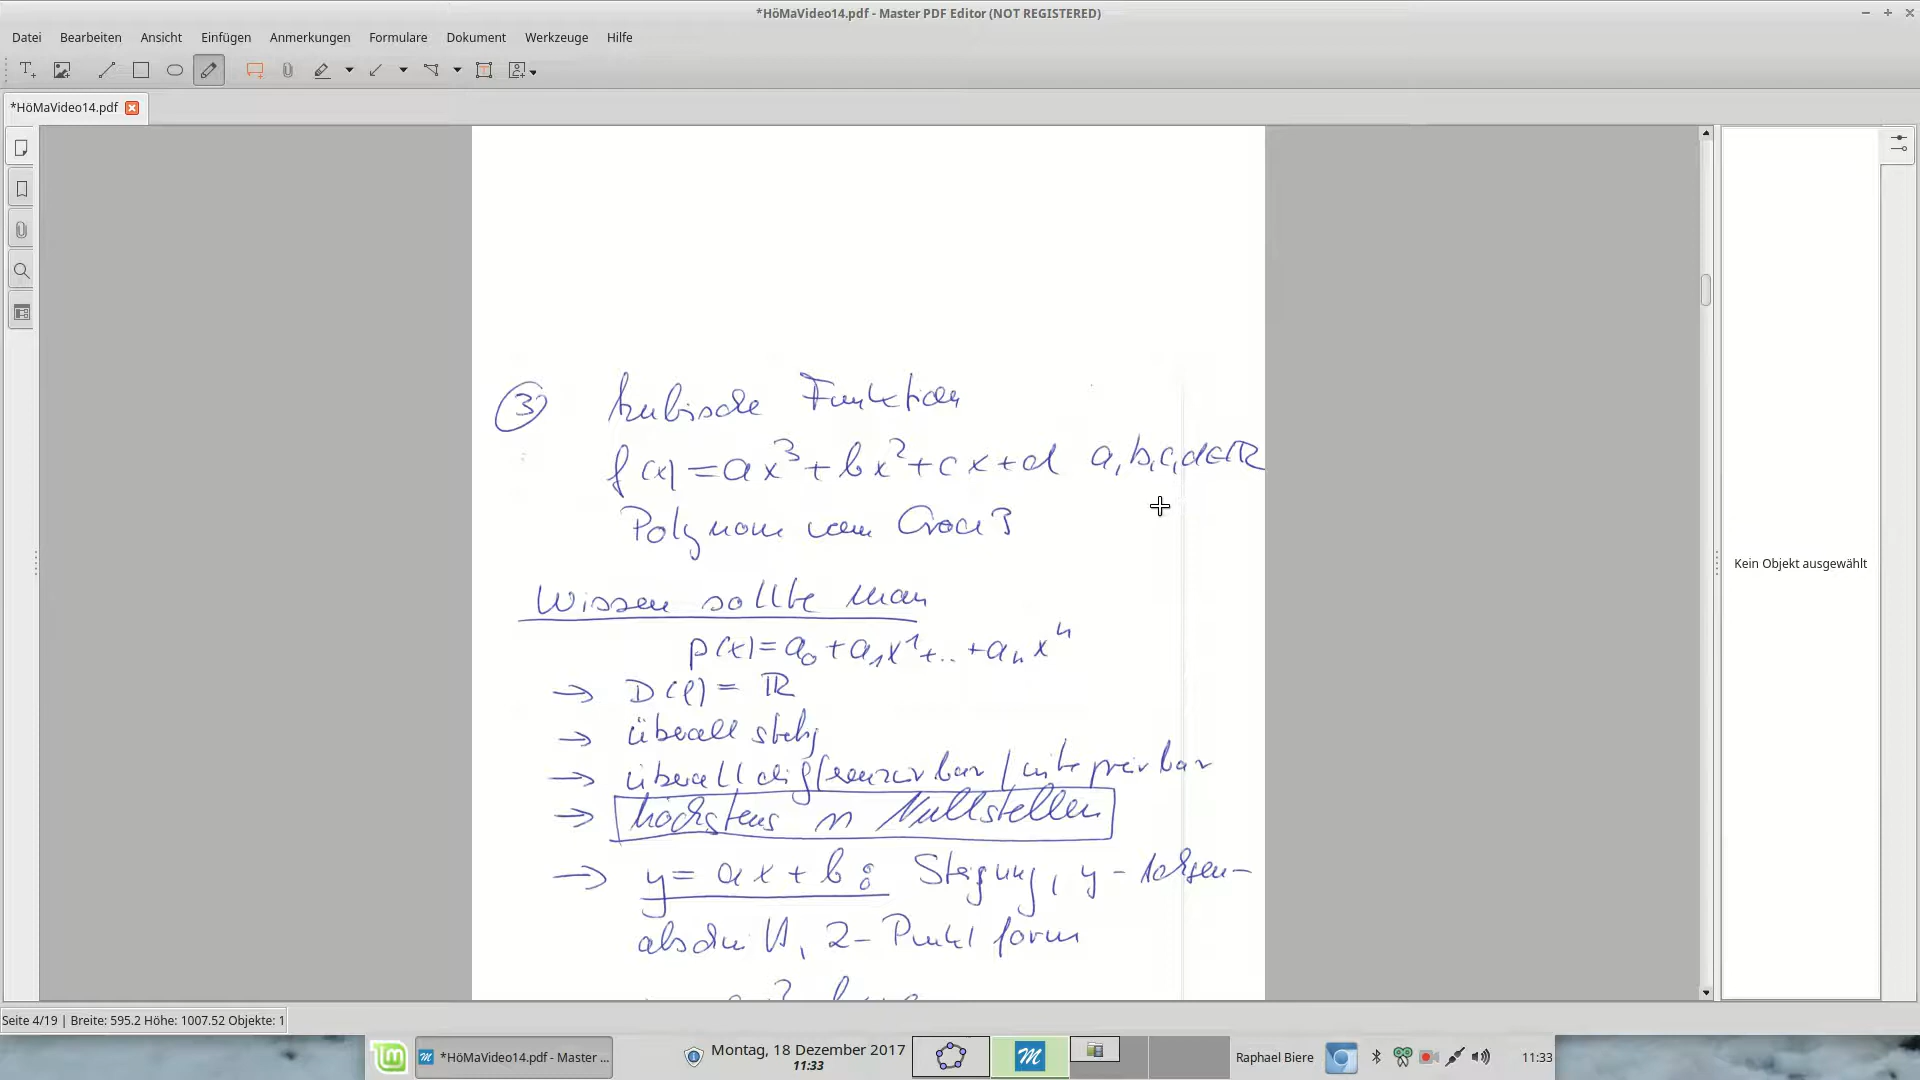 *HöMaVideo14.pdf - Master PDF Editor (NOT REGISTERED)
Datei Bearbeiten Ansicht Einfügen Anmerkungen Formulare Dokument Werkzeuge Hilfe
*HöMaVideo14.pdf
③ kubische Funktion
f(x) = ax³ + bx² + cx + d a, b, c, d ∈ ℝ
Polynom vom Grad 3
Wissen sollte man
p(x) = a₀ + a₁x¹ + .. + aₙxⁿ
→ D(f) = ℝ
→ überall stetig
→ überall differenzierbar / integrierbar
→ höchstens n Nullstellen
→ y = ax + b : Steigung, y-Achsen-
abschnitt, 2-Punktform
Kein Objekt ausgewählt
Seite 4/19 | Breite: 595.2 Höhe: 1007.52 Objekte: 1
*HöMaVideo14.pdf - Master ...
Montag, 18 Dezember 2017
11:33
Raphael Biere
11:33